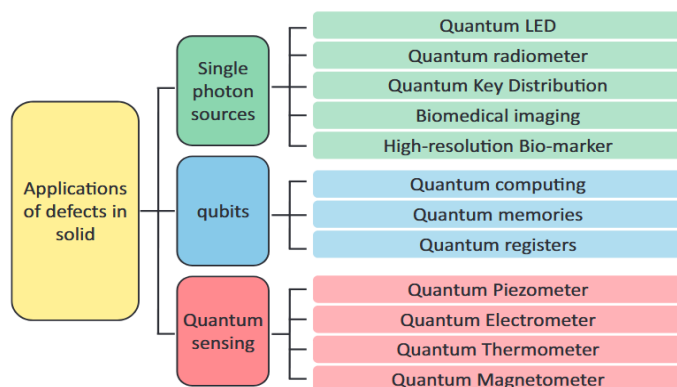 Applications
of defects in
solid
Single
photon
sources
Quantum LED
Quantum radiometer
Quantum Key Distribution
Biomedical imaging
High-resolution Bio-marker
qubits
Quantum computing
Quantum memories
Quantum registers
Quantum
sensing
Quantum Piezometer
Quantum Electrometer
Quantum Thermometer
Quantum Magnetometer